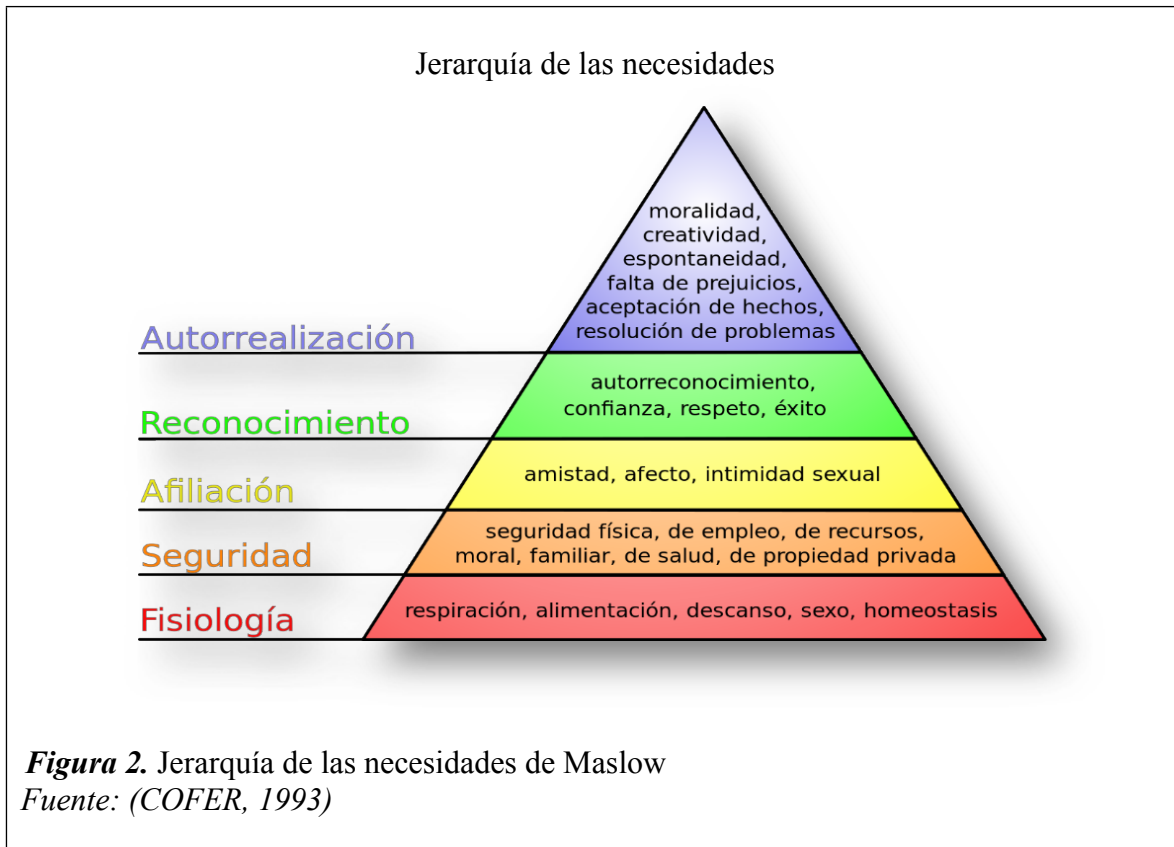 Jerarquía de las necesidades
moralidad,
creatividad,
espontaneidad,
falta de prejuicios,
aceptación de hechos,
resolución de problemas
Autorrealización
autorreconocimiento,
confianza, respeto, éxito
Reconocimiento
amistad, afecto, intimidad sexual
Afiliación
seguridad física, de empleo, de recursos,
moral, familiar, de salud, de propiedad privada
Seguridad
respiración, alimentación, descanso, sexo, homeostasis
Fisiología
Figura 2. Jerarquía de las necesidades de Maslow
Fuente: (COFER, 1993)